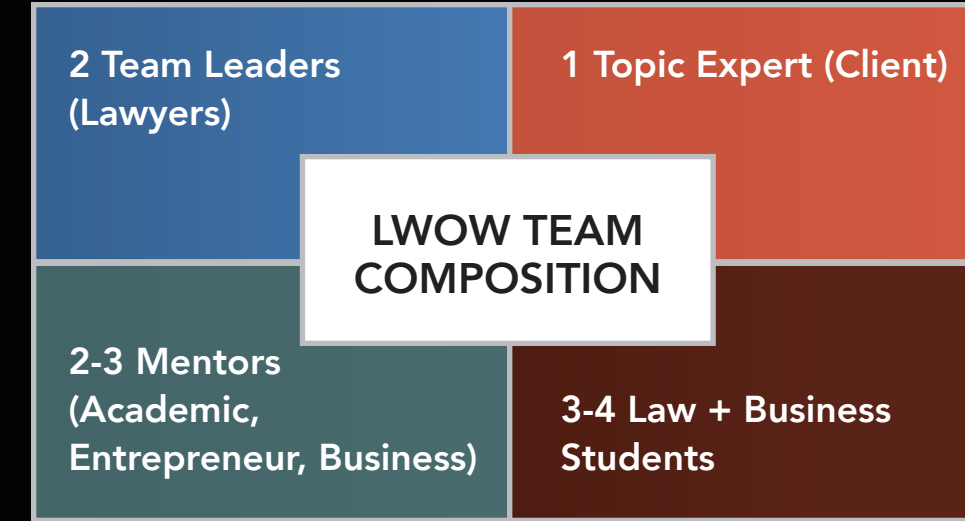 2 Team Leaders
(Lawyers)
1 Topic Expert (Client)
LWOW TEAM
COMPOSITION
2-3 Mentors
(Academic,
Entrepreneur, Business)
3-4 Law + Business
Students